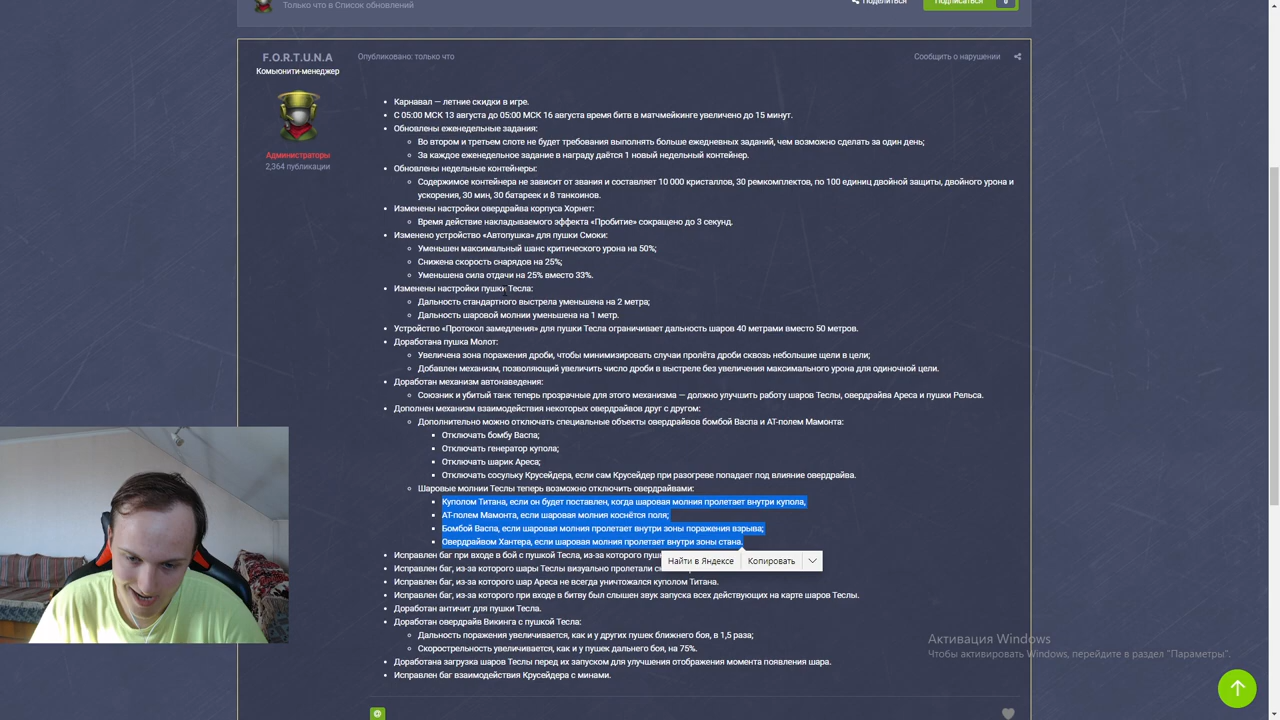 Только что в Список обновлений
Поделиться
Подписаться
0
F.O.R.T.U.N.A
Комьюнити-менеджер
Опубликовано: только что
Сообщить о нарушении
Администраторы
2,364 публикации
Карнавал — летние скидки в игре.
С 05:00 МСК 13 августа до 05:00 МСК 16 августа время битв в матчмейкинге увеличено до 15 минут.
Обновлены еженедельные задания:
Во втором и третьем слоте не будет требования выполнять больше ежедневных заданий, чем возможно сделать за один день;
За каждое еженедельное задание в награду даётся 1 новый недельный контейнер.
Обновлены недельные контейнеры:
Содержимое контейнера не зависит от звания и составляет 10 000 кристаллов, 30 ремкомплектов, по 100 единиц двойной защиты, двойного урона и
ускорения, 30 мин, 30 батареек и 8 танкоинов.
Изменены настройки овердрайва корпуса Хорнет:
Время действие накладываемого эффекта «Пробитие» сокращено до 3 секунд.
Изменено устройство «Автопушка» для пушки Смоки:
Уменьшен максимальный шанс критического урона на 50%;
Снижена скорость снарядов на 25%;
Уменьшена сила отдачи на 25% вместо 33%.
Изменены настройки пушки Тесла:
Дальность стандартного выстрела уменьшена на 2 метра;
Дальность шаровой молнии уменьшена на 1 метр.
Устройство «Протокол замедления» для пушки Тесла ограничивает дальность шаров 40 метрами вместо 50 метров.
Доработана пушка Молот:
Увеличена зона поражения дроби, чтобы минимизировать случаи пролёта дроби сквозь небольшие щели в цели;
Добавлен механизм, позволяющий увеличить число дроби в выстреле без увеличения максимального урона для одиночной цели.
Доработан механизм автонаведения:
Союзник и убитый танк теперь прозрачные для этого механизма — должно улучшить работу шаров Теслы, овердрайва Ареса и пушки Рельса.
Дополнен механизм взаимодействия некоторых овердрайвов друг с другом:
Дополнительно можно отключать специальные объекты овердрайвов бомбой Васпа и АТ-полем Мамонта:
Отключать бомбу Васпа;
Отключать генератор купола;
Отключать шарик Ареса;
Отключать сосульку Крусейдера, если сам Крусейдер при разогреве попадает под влияние овердрайва.
Шаровые молнии Теслы теперь возможно отключить овердрайвами:
Куполом Титана, если он будет поставлен, когда шаровая молния пролетает внутри купола,
АТ-полем Мамонта, если шаровая молния коснётся поля;
Бомбой Васпа, если шаровая молния пролетает внутри зоны поражения взрыва;
Овердрайвом Хантера, если шаровая молния пролетает внутри зоны стана.
Исправлен баг при входе в бой с пушкой Тесла, из-за которого
Найти в Яндексе
Копировать
Исправлен баг, из-за которого шары Теслы визуально пролетали
Исправлен баг, из-за которого шар Ареса не всегда уничтожался куполом Титана.
Исправлен баг, из-за которого при входе в битву был слышен звук запуска всех действующих на карте шаров Теслы.
Доработан античит для пушки Тесла.
Доработан овердрайв Викинга с пушкой Тесла:
Дальность поражения увеличивается, как и у других пушек ближнего боя, в 1,5 раза;
Скорострельность увеличивается, как и у пушек дальнего боя, на 75%.
Доработана загрузка шаров Теслы перед их запуском для улучшения отображения момента появления шара.
Исправлен баг взаимодействия Крусейдера с минами.
Активация Windows
Чтобы активировать Windows, перейдите в раздел "Параметры".